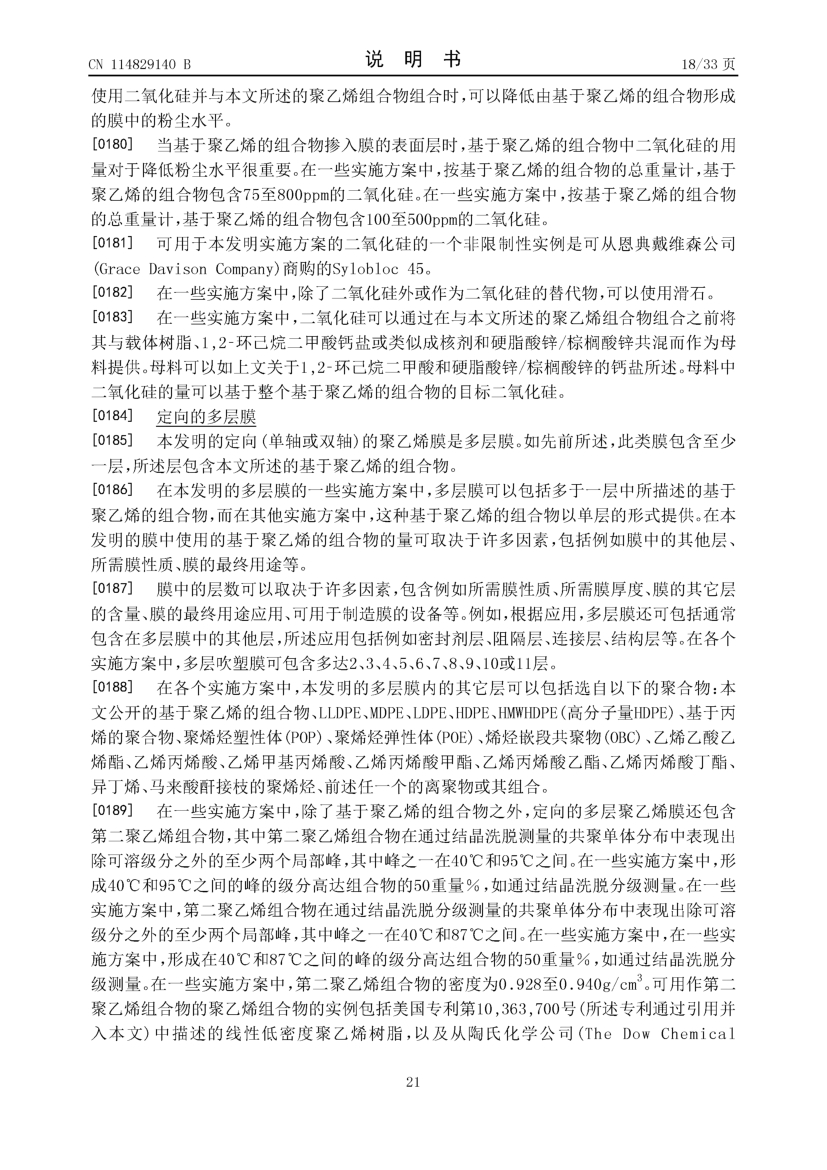 CN 114829140 B
说 明 书
18/33 页
使用二氧化硅并与本文所述的聚乙烯组合物组合时,可以降低由基于聚乙烯的组合物形成
的膜中的粉尘水平。
[0180] 当基于聚乙烯的组合物掺入膜的表面层时,基于聚乙烯的组合物中二氧化硅的用
量对于降低粉尘水平很重要。在一些实施方案中,按基于聚乙烯的组合物的总重量计,基于
聚乙烯的组合物包含75至800ppm的二氧化硅。在一些实施方案中,按基于聚乙烯的组合物
的总重量计,基于聚乙烯的组合物包含100至500ppm的二氧化硅。
[0181] 可用于本发明实施方案的二氧化硅的一个非限制性实例是可从恩典戴维森公司
(Grace Davison Company)商购的Sylobloc 45。
[0182] 在一些实施方案中,除了二氧化硅外或作为二氧化硅的替代物,可以使用滑石。
[0183] 在一些实施方案中,二氧化硅可以通过在与本文所述的聚乙烯组合物组合之前将
其与载体树脂、1,2-环己烷二甲酸钙盐或类似成核剂和硬脂酸锌/棕榈酸锌共混而作为母
料提供。母料可以如上文关于1,2-环己烷二甲酸和硬脂酸锌/棕榈酸锌的钙盐所述。母料中
二氧化硅的量可以基于整个基于聚乙烯的组合物的目标二氧化硅。
[0184] 定向的多层膜
[0185] 本发明的定向(单轴或双轴)的聚乙烯膜是多层膜。如先前所述,此类膜包含至少
一层,所述层包含本文所述的基于聚乙烯的组合物。
[0186] 在本发明的多层膜的一些实施方案中,多层膜可以包括多于一层中所描述的基于
聚乙烯的组合物,而在其他实施方案中,这种基于聚乙烯的组合物以单层的形式提供。在本
发明的膜中使用的基于聚乙烯的组合物的量可取决于许多因素,包括例如膜中的其他层、
所需膜性质、膜的最终用途等。
[0187] 膜中的层数可以取决于许多因素,包含例如所需膜性质、所需膜厚度、膜的其它层
的含量、膜的最终用途应用、可用于制造膜的设备等。例如,根据应用,多层膜还可包括通常
包含在多层膜中的其他层,所述应用包括例如密封剂层、阻隔层、连接层、结构层等。在各个
实施方案中,多层吹塑膜可包含多达2、3、4、5、6、7、8、9、10或11层。
[0188] 在各个实施方案中,本发明的多层膜内的其它层可以包括选自以下的聚合物:本
文公开的基于聚乙烯的组合物、LLDPE、MDPE、LDPE、HDPE、HMWHDPE(高分子量HDPE)、基于丙
烯的聚合物、聚烯烃塑性体(POP)、聚烯烃弹性体(POE)、烯烃嵌段共聚物(OBC)、乙烯乙酸乙
烯酯、乙烯丙烯酸、乙烯甲基丙烯酸、乙烯丙烯酸甲酯、乙烯丙烯酸乙酯、乙烯丙烯酸丁酯、
异丁烯、马来酸酐接枝的聚烯烃、前述任一个的离聚物或其组合。
[0189] 在一些实施方案中,除了基于聚乙烯的组合物之外,定向的多层聚乙烯膜还包含
第二聚乙烯组合物,其中第二聚乙烯组合物在通过结晶洗脱测量的共聚单体分布中表现出
除可溶级分之外的至少两个局部峰,其中峰之一在40℃和95℃之间。在一些实施方案中,形
成40℃和95℃之间的峰的级分高达组合物的50重量%,如通过结晶洗脱分级测量。在一些
实施方案中,第二聚乙烯组合物在通过结晶洗脱分级测量的共聚单体分布中表现出除可溶
级分之外的至少两个局部峰,其中峰之一在40℃和87℃之间。在一些实施方案中,在一些实
施方案中,形成在40℃和87℃之间的峰的级分高达组合物的50重量%,如通过结晶洗脱分
级测量。在一些实施方案中,第二聚乙烯组合物的密度为0.928至0.940g/cm³。可用作第二
聚乙烯组合物的聚乙烯组合物的实例包括美国专利第10,363,700号(所述专利通过引用并
入本文)中描述的线性低密度聚乙烯树脂,以及从陶氏化学公司(The Dow Chemical
21